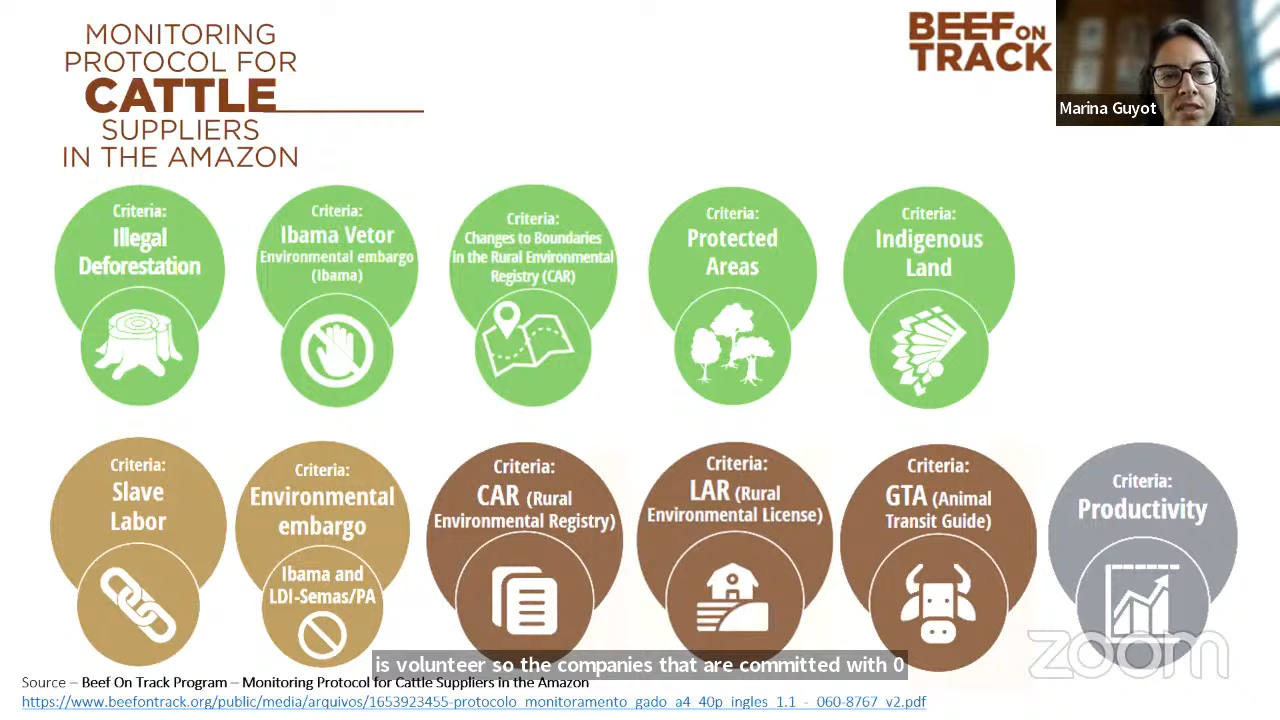 MONITORING
PROTOCOL FOR
CATTLE
SUPPLIERS
IN THE AMAZON
BEEF ON
TRACK
Marina Guyot
Criteria:
Illegal
Deforestation
Criteria:
Ibama Vetor
Environmental embargo
(Ibama)
Criteria:
Changes to Boundaries
in the Rural Environmental
Registry (CAR)
Criteria:
Protected
Areas
Criteria:
Indigenous
Land
Criteria:
Slave
Labor
Criteria:
Environmental
embargo
Ibama and
LDI-Semas/PA
Criteria:
CAR (Rural
Environmental Registry)
Criteria:
LAR (Rural
Environmental License)
Criteria:
GTA (Animal
Transit Guide)
Criteria:
Productivity
zoom
is volunteer so the companies that are committed with 0
Source – Beef On Track Program – Monitoring Protocol for Cattle Suppliers in the Amazon
https://www.beefontrack.org/public/media/arquivos/1653923455-protocolo_monitoramento_gado_a4_40p_ingles_1.1_-_060-8767_v2.pdf